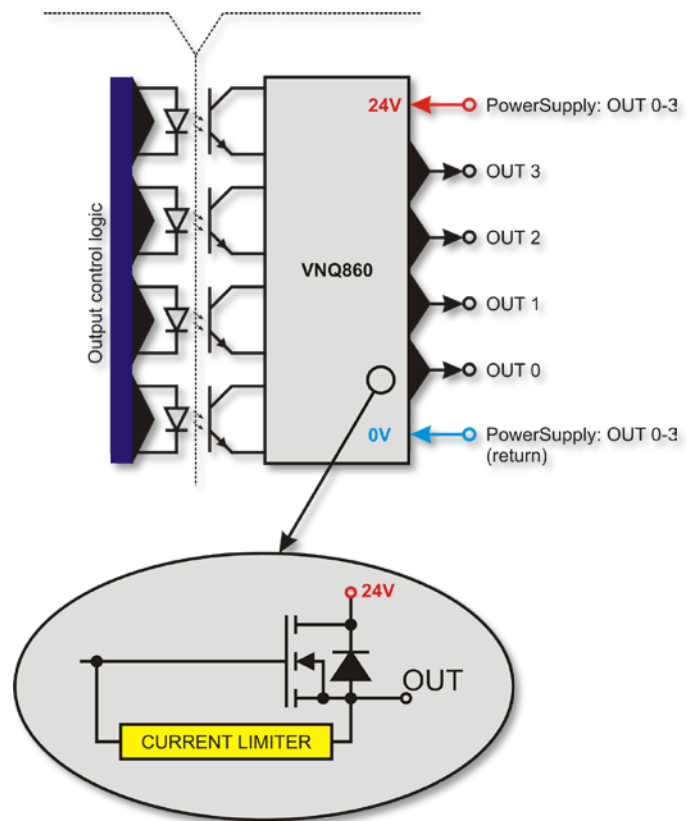 Output control logic
VNQ860
24V
PowerSupply: OUT 0-3
OUT 3
OUT 2
OUT 1
OUT 0
0V
PowerSupply: OUT 0-3
(return)
24V
OUT
CURRENT LIMITER